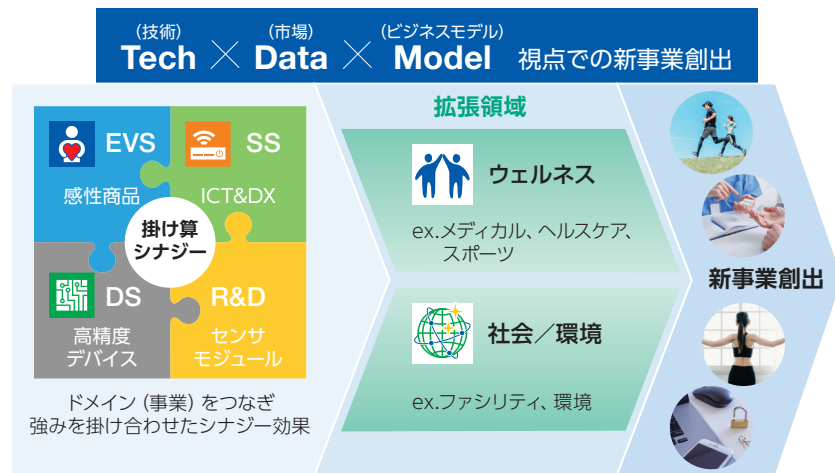 (技術) (市場) (ビジネスモデル)
Tech × Data × Model 視点での新事業創出
EVS
感性商品
SS
ICT&DX
掛け算
シナジー
DS
高精度
デバイス
R&D
センサ
モジュール
ドメイン (事業) をつなぎ
強みを掛け合わせたシナジー効果
拡張領域
ウェルネス
ex.メディカル、ヘルスケア、
スポーツ
社会／環境
ex.ファシリティ、環境
新事業創出